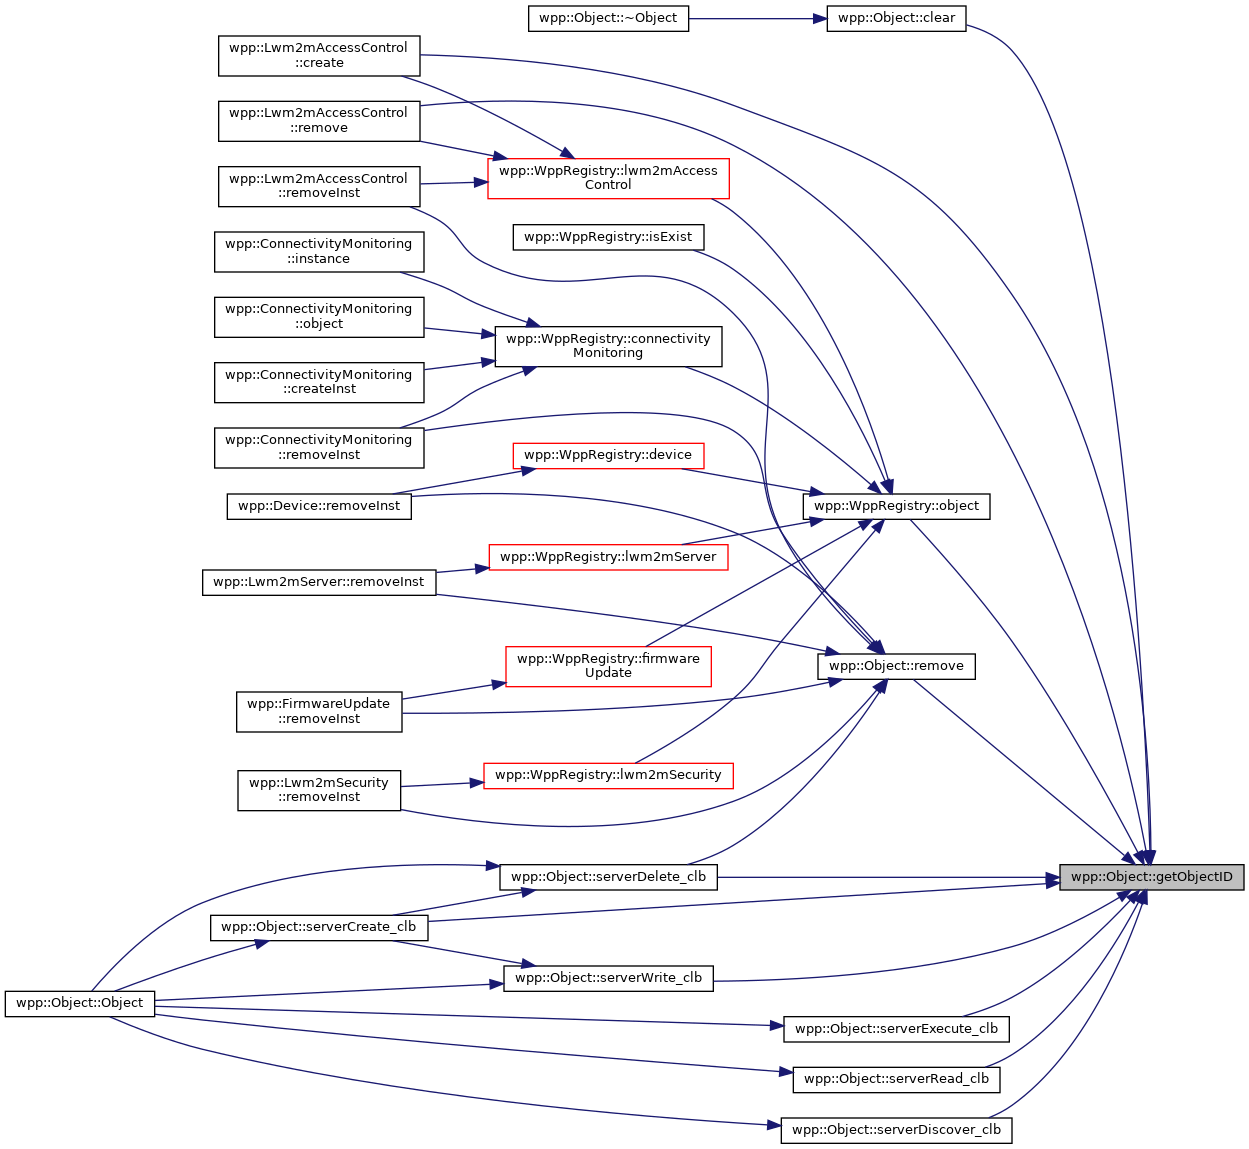 wpp::Object::~Object
wpp::Object::clear
wpp::Lwm2mAccessControl
::create
wpp::Lwm2mAccessControl
::remove
wpp::WppRegistry::lwm2mAccess
Control
wpp::Lwm2mAccessControl
::removeInst
wpp::WppRegistry::isExist
wpp::ConnectivityMonitoring
::instance
wpp::ConnectivityMonitoring
::object
wpp::WppRegistry::connectivity
Monitoring
wpp::ConnectivityMonitoring
::createInst
wpp::ConnectivityMonitoring
::removeInst
wpp::WppRegistry::device
wpp::Device::removeInst
wpp::WppRegistry::object
wpp::WppRegistry::lwm2mServer
wpp::Lwm2mServer::removeInst
wpp::WppRegistry::firmware
Update
wpp::Object::remove
wpp::FirmwareUpdate
::removeInst
wpp::WppRegistry::lwm2mSecurity
wpp::Lwm2mSecurity
::removeInst
wpp::Object::serverDelete_clb
wpp::Object::getObjectID
wpp::Object::serverCreate_clb
wpp::Object::serverWrite_clb
wpp::Object::Object
wpp::Object::serverExecute_clb
wpp::Object::serverRead_clb
wpp::Object::serverDiscover_clb